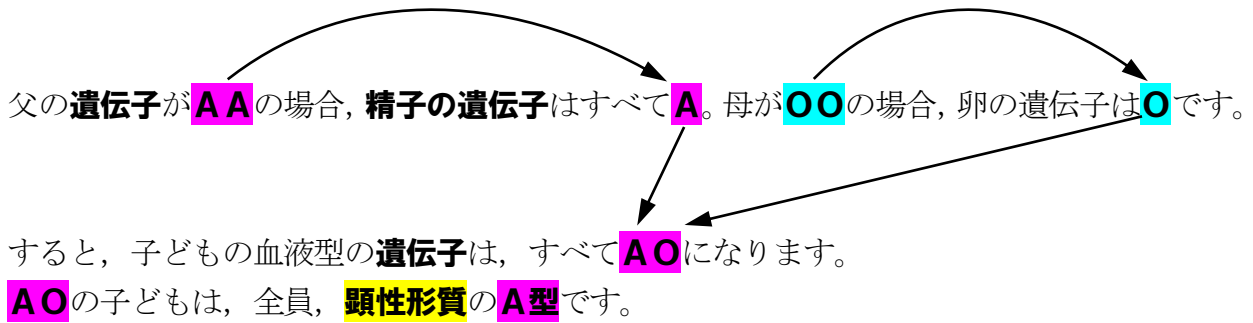 父の遺伝子がAAの場合，精子の遺伝子はすべてA。母がOOの場合，卵の遺伝子はOです。
すると，子どもの血液型の遺伝子は，すべてAOになります。
AOの子どもは，全員，顕性形質のA型です。